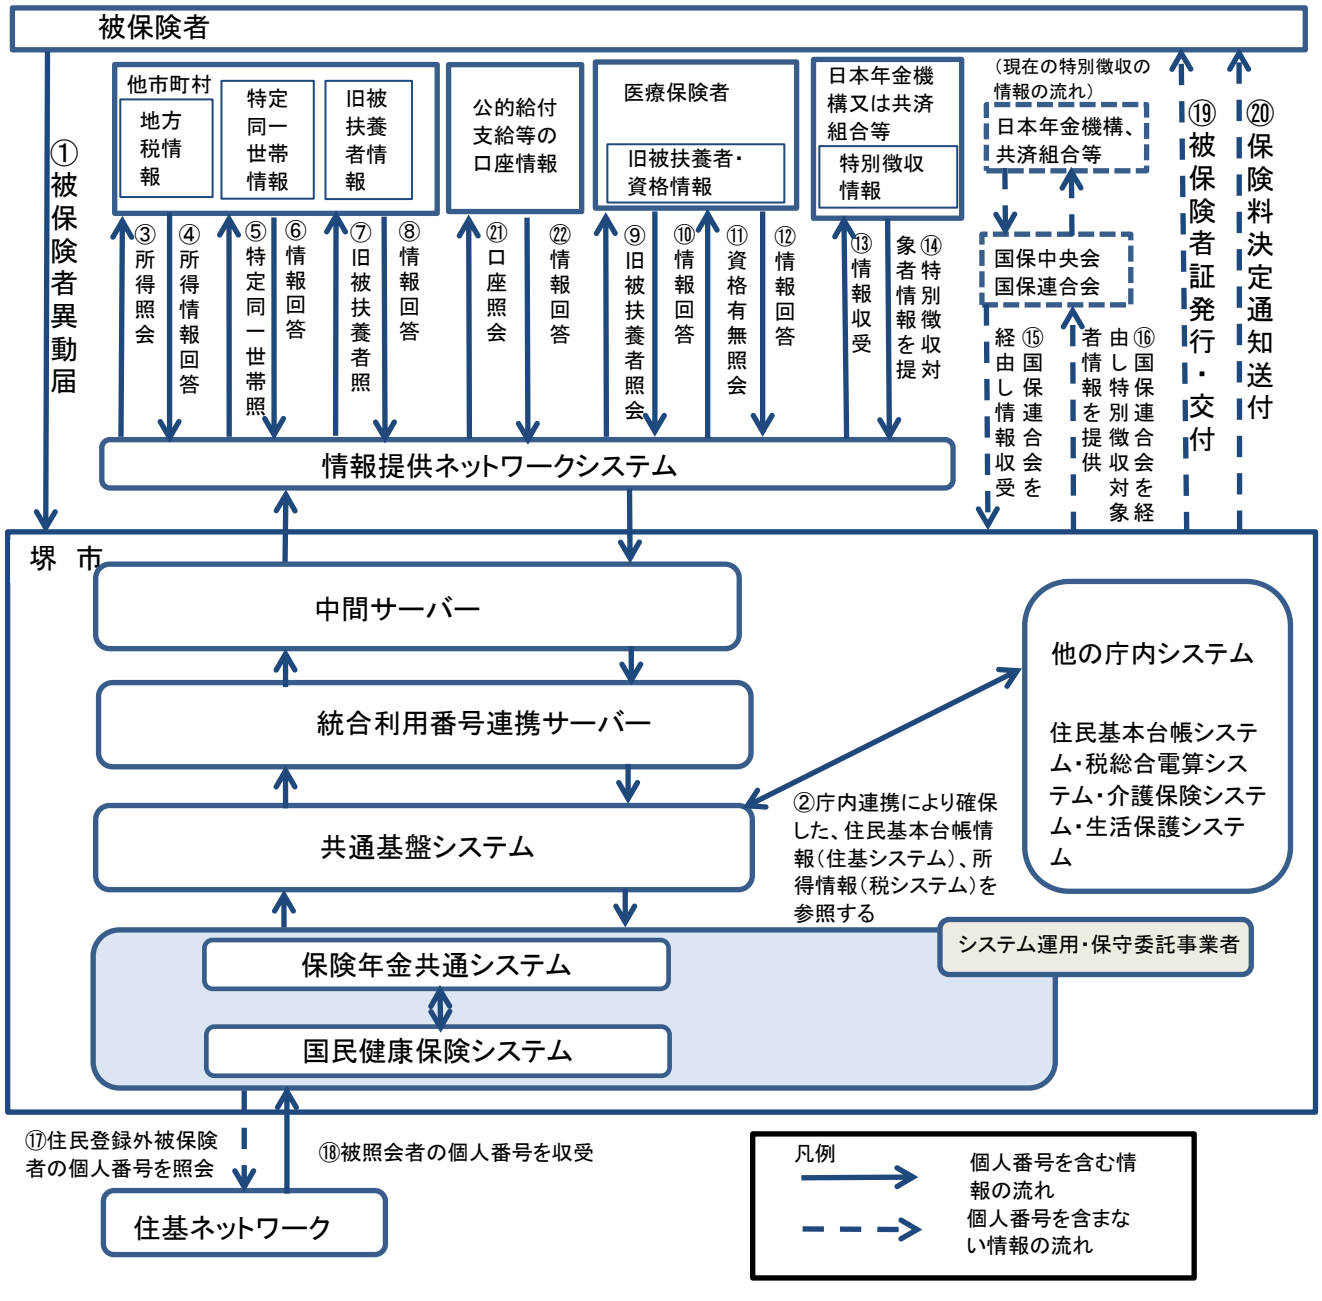 被保険者
①被保険者異動届
他市町村
地方
税情
報
特定
同一
世帯
情報
旧被
扶養
者情
報
公的給付
支給等の
口座情報
医療保険者
旧被扶養者・
資格情報
日本年金機
構又は共済
組合等
特別徴収
情報
（現在の特別徴収の
情報の流れ）
日本年金機構、
共済組合等
国保中央会
国保連合会
③所得照会
④所得情報回答
⑤特定同一世帯照
⑥情報回答
⑦旧被扶養者照
⑧情報回答
㉑口座照会
㉒情報回答
⑨旧被扶養者照会
⑩情報回答
⑪資格有無照会
⑫情報回答
⑬情報収受
⑭特別徴収対
象者情報を提
⑮国保連合会を
経由し情報収受
⑯国保連合会を経
由し特別徴収対象
者情報を提供
⑲被保険者証発行・交付
⑳保険料決定通知送付
情報提供ネットワークシステム
堺　市
中間サーバー
統合利用番号連携サーバー
共通基盤システム
②庁内連携により確保
した、住民基本台帳情
報（住基システム）、所
得情報（税システム）を
参照する
他の庁内システム
住民基本台帳システ
ム・税総合電算シス
テム・介護保険システ
ム・生活保護システ
ム
システム運用・保守委託事業者
保険年金共通システム
国民健康保険システム
⑰住民登録外被保険
者の個人番号を照会
⑱被照会者の個人番号を収受
住基ネットワーク
凡例
個人番号を含む情
報の流れ
個人番号を含まな
い情報の流れ